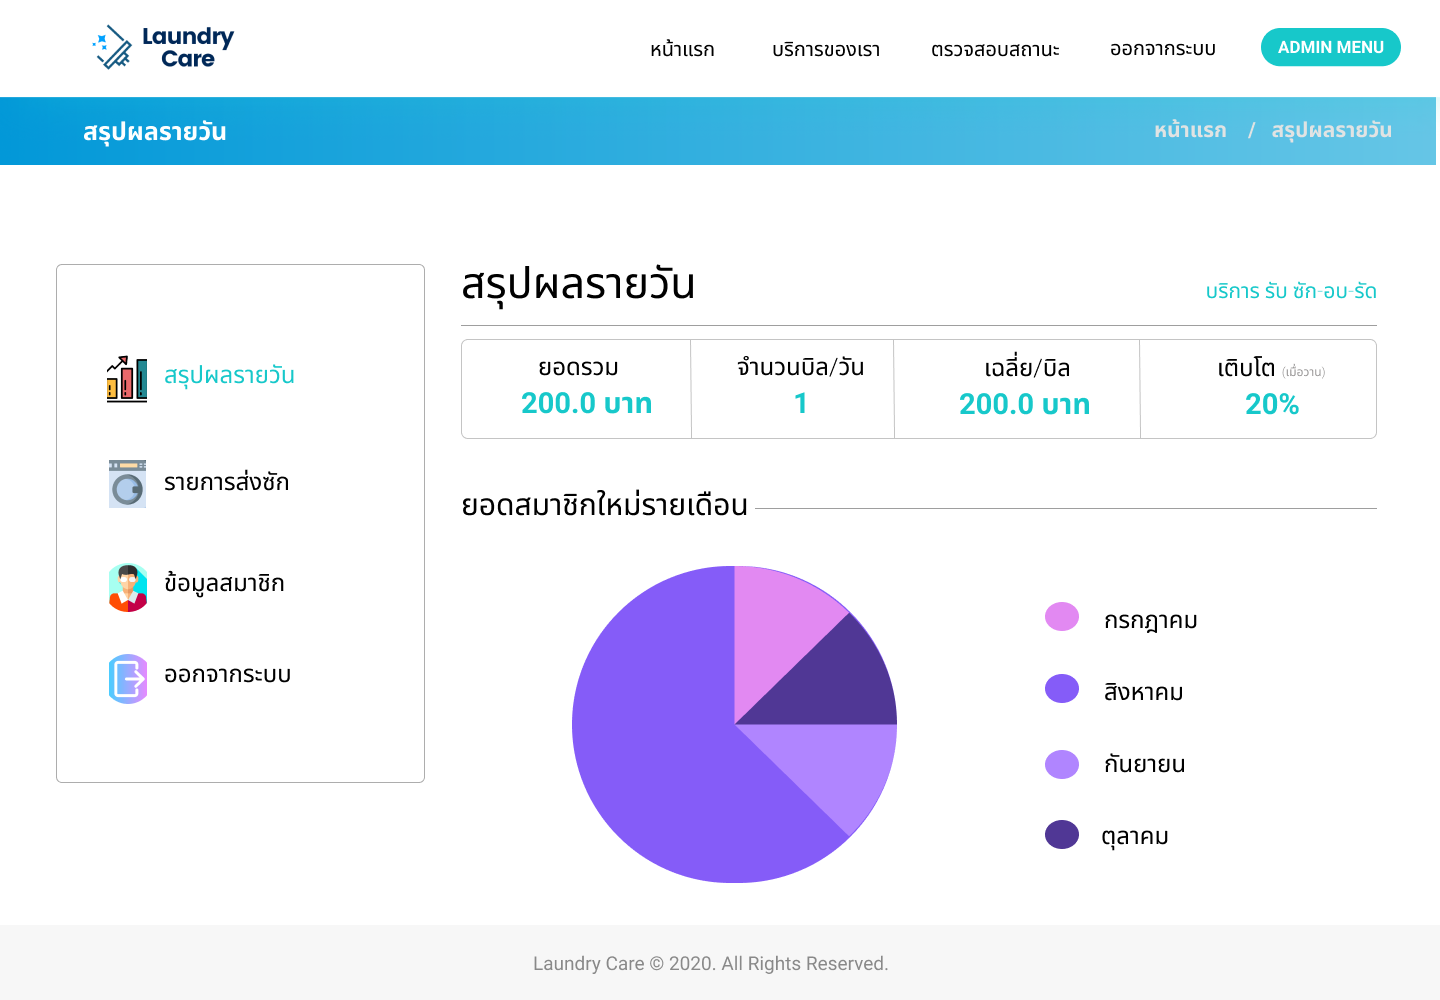 Laundry
Care
หน้าแรก
บริการของเรา
ตรวจสอบสถานะ
ออกจากระบบ
ADMIN MENU
สรุปผลรายวัน
หน้าแรก / สรุปผลรายวัน
สรุปผลรายวัน
รายการส่งซัก
ข้อมูลสมาชิก
ออกจากระบบ
สรุปผลรายวัน
บริการ รับ ซัก-อบ-รัด
ยอดรวม
200.0 บาท
จำนวนบิล/วัน
1
เฉลี่ย/บิล
200.0 บาท
เติบโต (เมื่อวาน)
20%
ยอดสมาชิกใหม่รายเดือน
กรกฎาคม
สิงหาคม
กันยายน
ตุลาคม
Laundry Care © 2020. All Rights Reserved.